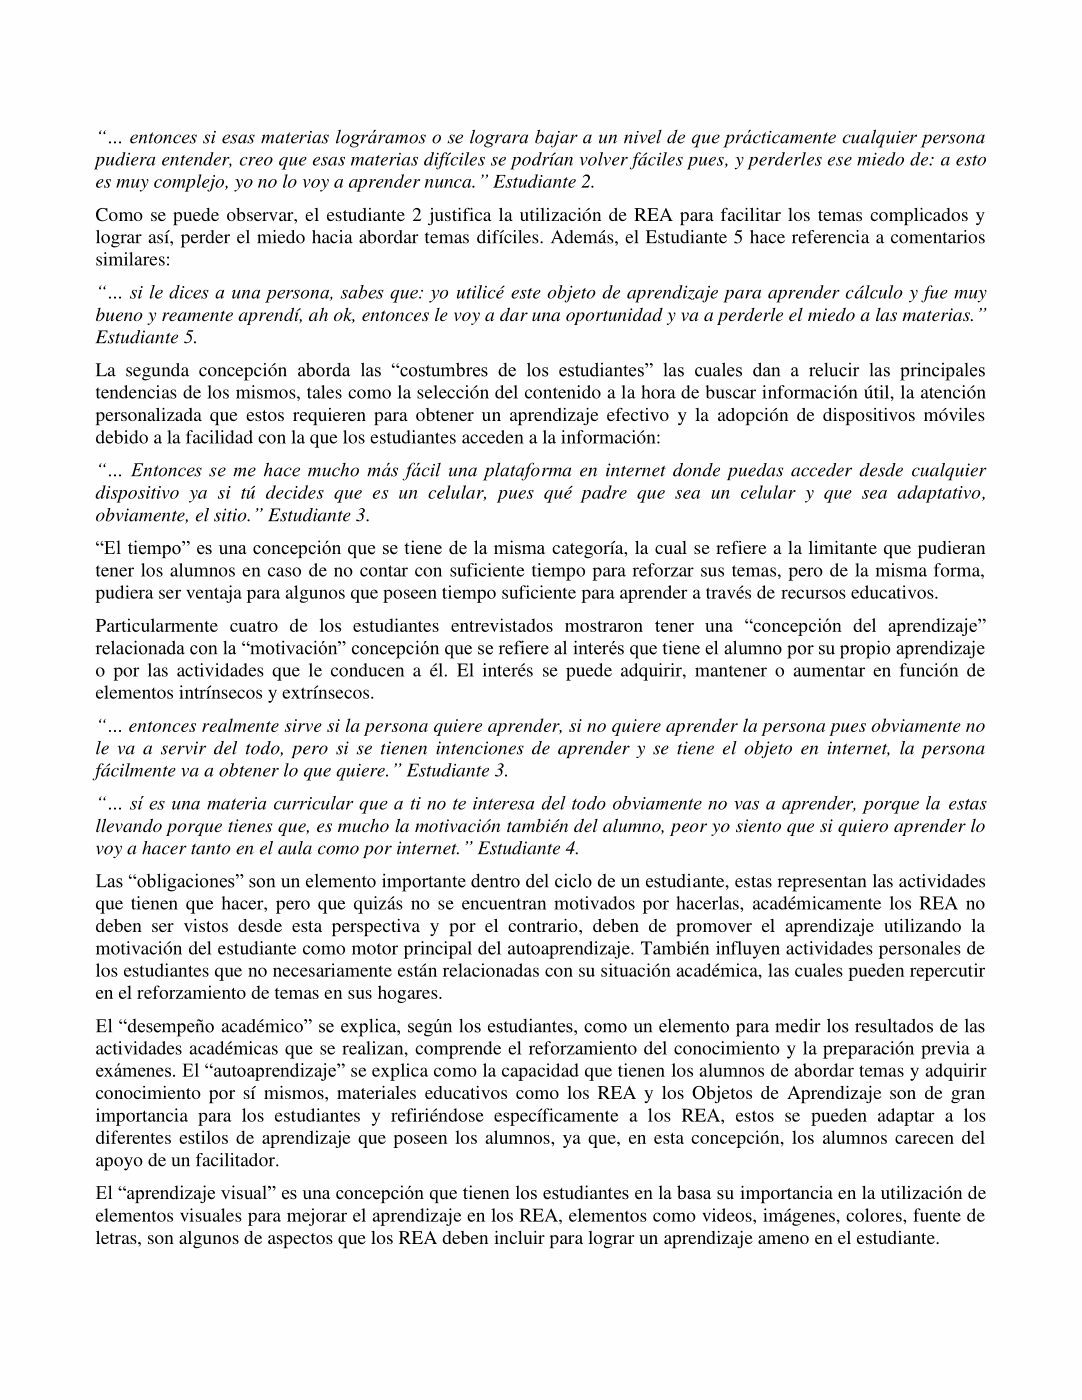 “… entonces si esas materias lográramos o se lograra bajar a un nivel de que prácticamente cualquier persona
pudiera entender, creo que esas materias difíciles se podrían volver fáciles pues, y perderles ese miedo de: a esto
es muy complejo, yo no lo voy a aprender nunca.” Estudiante 2.
Como se puede observar, el estudiante 2 justifica la utilización de REA para facilitar los temas complicados y
lograr así, perder el miedo hacia abordar temas difíciles. Además, el Estudiante 5 hace referencia a comentarios
similares:
“… si le dices a una persona, sabes que: yo utilicé este objeto de aprendizaje para aprender cálculo y fue muy
bueno y reamente aprendí, ah ok, entonces le voy a dar una oportunidad y va a perderle el miedo a las materias.”
Estudiante 5.
La segunda concepción aborda las “costumbres de los estudiantes” las cuales dan a relucir las principales
tendencias de los mismos, tales como la selección del contenido a la hora de buscar información útil, la atención
personalizada que estos requieren para obtener un aprendizaje efectivo y la adopción de dispositivos móviles
debido a la facilidad con la que los estudiantes acceden a la información:
“… Entonces se me hace mucho más fácil una plataforma en internet donde puedas acceder desde cualquier
dispositivo ya si tú decides que es un celular, pues qué padre que sea un celular y que sea adaptativo,
obviamente, el sitio.” Estudiante 3.
“El tiempo” es una concepción que se tiene de la misma categoría, la cual se refiere a la limitante que pudieran
tener los alumnos en caso de no contar con suficiente tiempo para reforzar sus temas, pero de la misma forma,
pudiera ser ventaja para algunos que poseen tiempo suficiente para aprender a través de recursos educativos.
Particularmente cuatro de los estudiantes entrevistados mostraron tener una “concepción del aprendizaje”
relacionada con la “motivación” concepción que se refiere al interés que tiene el alumno por su propio aprendizaje
o por las actividades que le conducen a él. El interés se puede adquirir, mantener o aumentar en función de
elementos intrínsecos y extrínsecos.
“… entonces realmente sirve si la persona quiere aprender, si no quiere aprender la persona pues obviamente no
le va a servir del todo, pero si se tienen intenciones de aprender y se tiene el objeto en internet, la persona
fácilmente va a obtener lo que quiere.” Estudiante 3.
“… sí es una materia curricular que a ti no te interesa del todo obviamente no vas a aprender, porque la estas
llevando porque tienes que, es mucho la motivación también del alumno, peor yo siento que si quiero aprender lo
voy a hacer tanto en el aula como por internet.” Estudiante 4.
Las “obligaciones” son un elemento importante dentro del ciclo de un estudiante, estas representan las actividades
que tienen que hacer, pero que quizás no se encuentran motivados por hacerlas, académicamente los REA no
deben ser vistos desde esta perspectiva y por el contrario, deben de promover el aprendizaje utilizando la
motivación del estudiante como motor principal del autoaprendizaje. También influyen actividades personales de
los estudiantes que no necesariamente están relacionadas con su situación académica, las cuales pueden repercutir
en el reforzamiento de temas en sus hogares.
El “desempeño académico” se explica, según los estudiantes, como un elemento para medir los resultados de las
actividades académicas que se realizan, comprende el reforzamiento del conocimiento y la preparación previa a
exámenes. El “autoaprendizaje” se explica como la capacidad que tienen los alumnos de abordar temas y adquirir
conocimiento por sí mismos, materiales educativos como los REA y los Objetos de Aprendizaje son de gran
importancia para los estudiantes y refiriéndose específicamente a los REA, estos se pueden adaptar a los
diferentes estilos de aprendizaje que poseen los alumnos, ya que, en esta concepción, los alumnos carecen del
apoyo de un facilitador.
El “aprendizaje visual” es una concepción que tienen los estudiantes en la basa su importancia en la utilización de
elementos visuales para mejorar el aprendizaje en los REA, elementos como videos, imágenes, colores, fuente de
letras, son algunos de aspectos que los REA deben incluir para lograr un aprendizaje ameno en el estudiante.